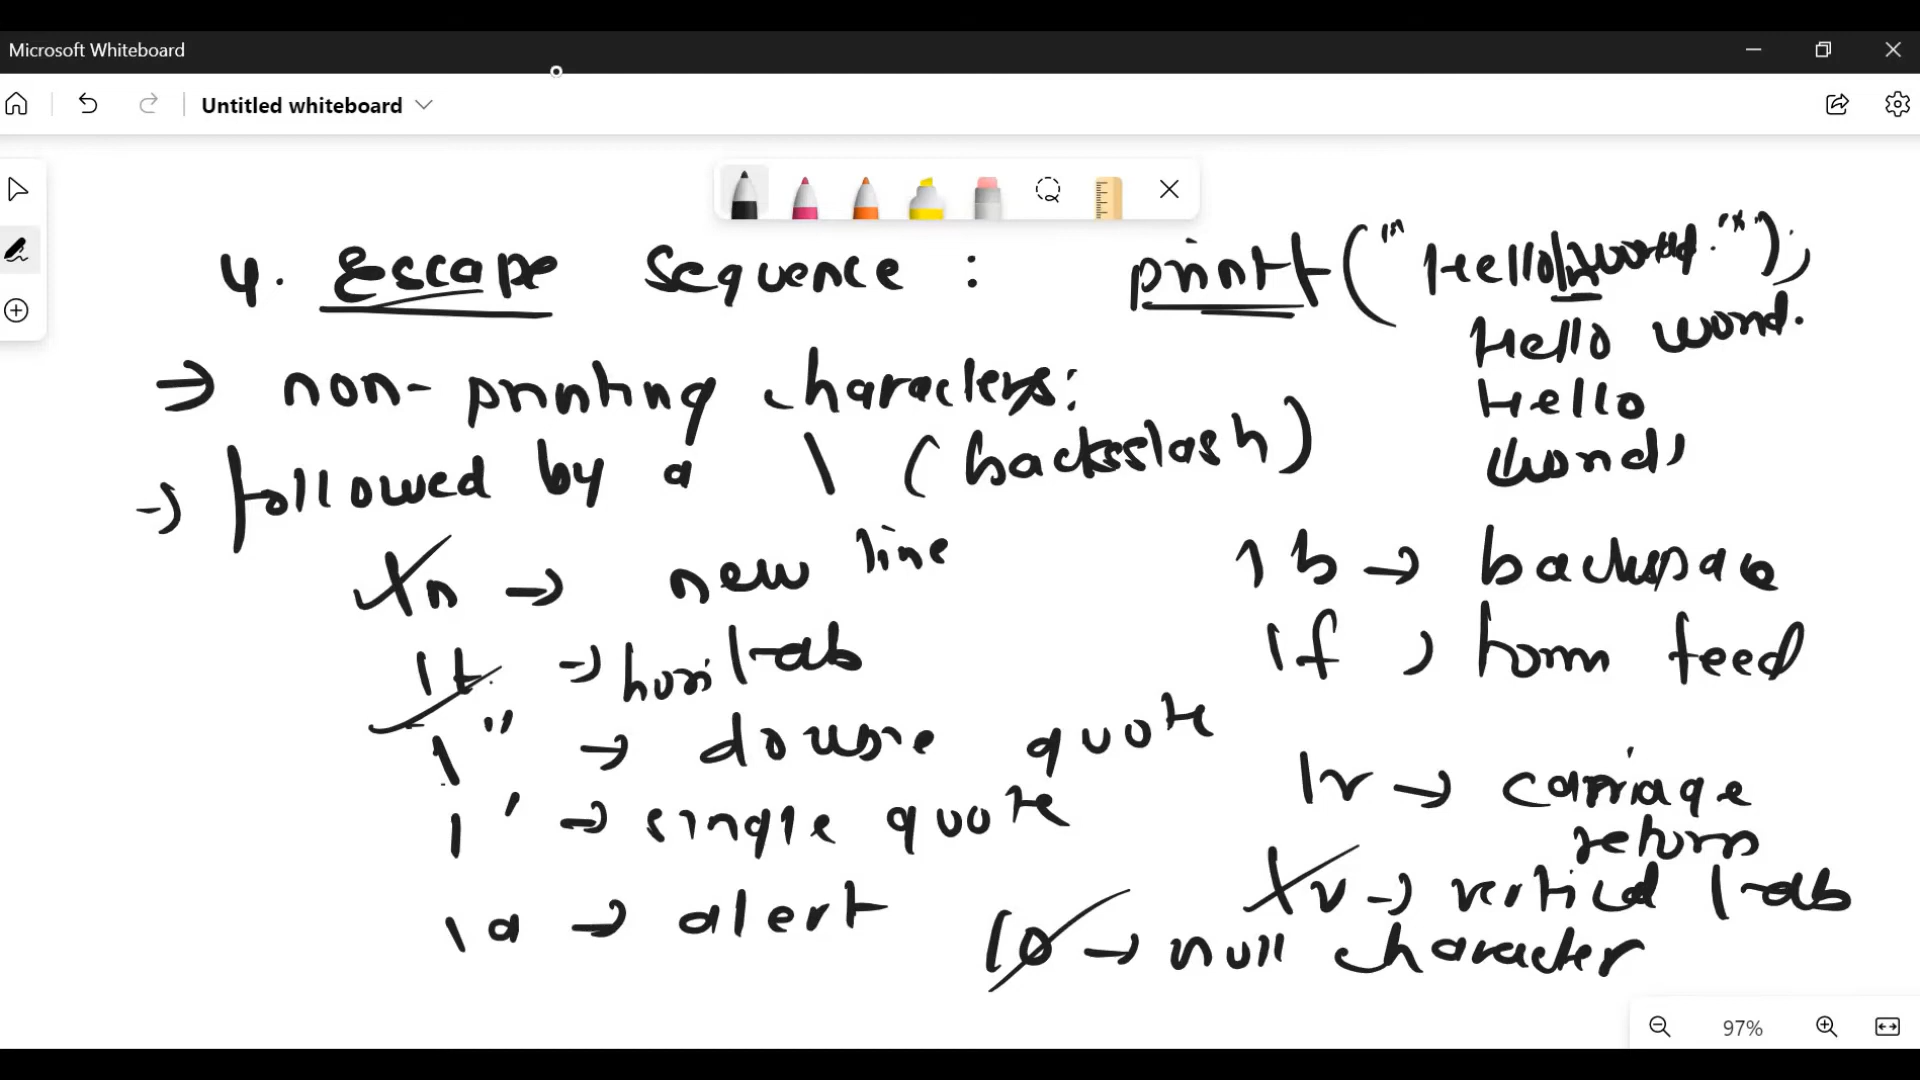 Microsoft Whiteboard
Untitled whiteboard
4. Escape Sequence : printf("Hello\nworld.");
Hello world.
Hello
world
→ non-printing characters:
→ followed by a \ (backsslash)
\n → new line
\t → hori tab
\" → double quote
\' → single quote
\a → alert
\b → backspace
\f → form feed
\r → carriage
return
\v → vertical tab
\0 → null character
97%